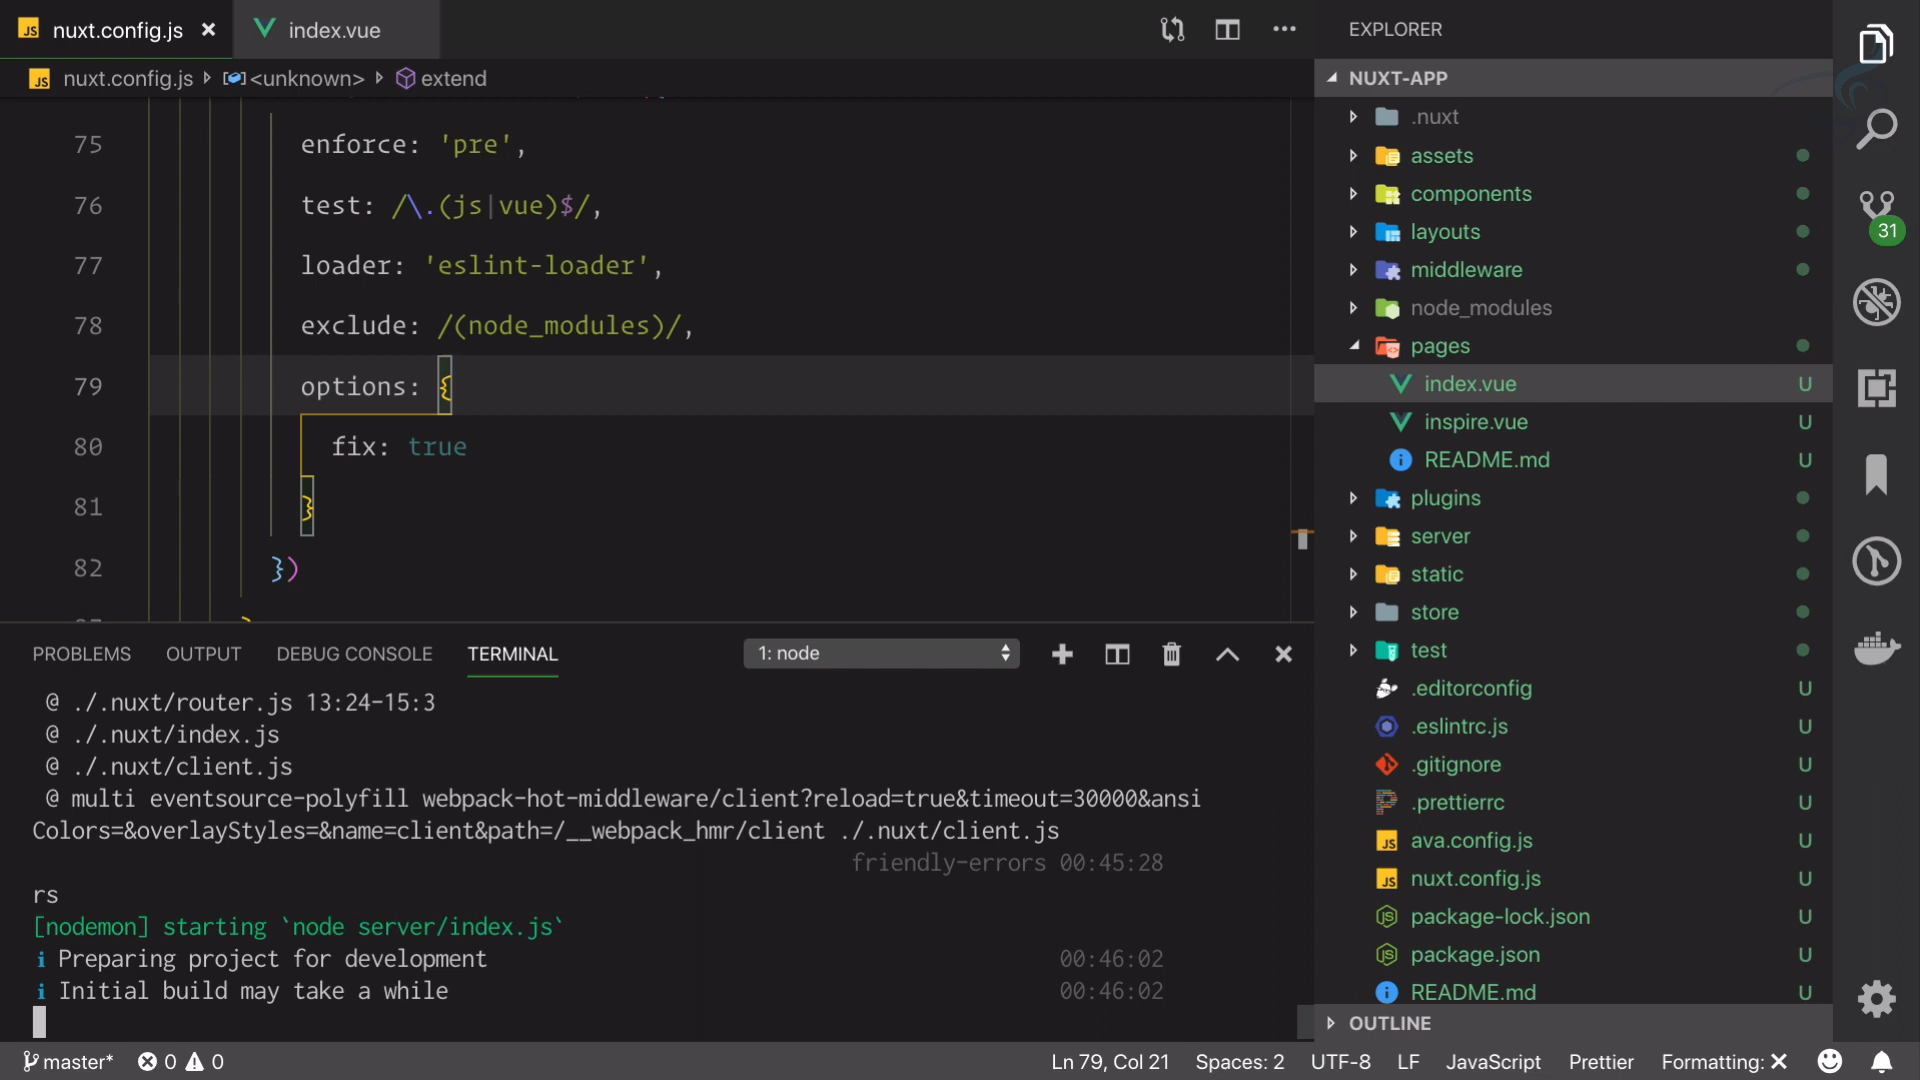 nuxt.config.js
index.vue
nuxt.config.js <unknown> extend
75 enforce: 'pre',
76 test: /\.(js|vue)$/,
77 loader: 'eslint-loader',
78 exclude: /(node_modules)/,
79 options: {
80 fix: true
81 }
82 })
PROBLEMS OUTPUT DEBUG CONSOLE TERMINAL
1: node
@ ./.nuxt/router.js 13:24-15:3
@ ./.nuxt/index.js
@ ./.nuxt/client.js
@ multi eventsource-polyfill webpack-hot-middleware/client?reload=true&timeout=30000&ansi
Colors=&overlayStyles=&name=client&path=/__webpack_hmr/client ./.nuxt/client.js
friendly-errors 00:45:28
rs
[nodemon] starting `node server/index.js`
i Preparing project for development 00:46:02
i Initial build may take a while 00:46:02
EXPLORER
NUXT-APP
.nuxt
assets
components
layouts
middleware
node_modules
pages
index.vue U
inspire.vue U
README.md U
plugins
server
static
store
test
.editorconfig U
.eslintrc.js U
.gitignore U
.prettierrc U
ava.config.js U
nuxt.config.js U
package-lock.json U
package.json U
README.md U
OUTLINE
31
master* 0 0
Ln 79, Col 21 Spaces: 2 UTF-8 LF JavaScript Prettier Formatting: X